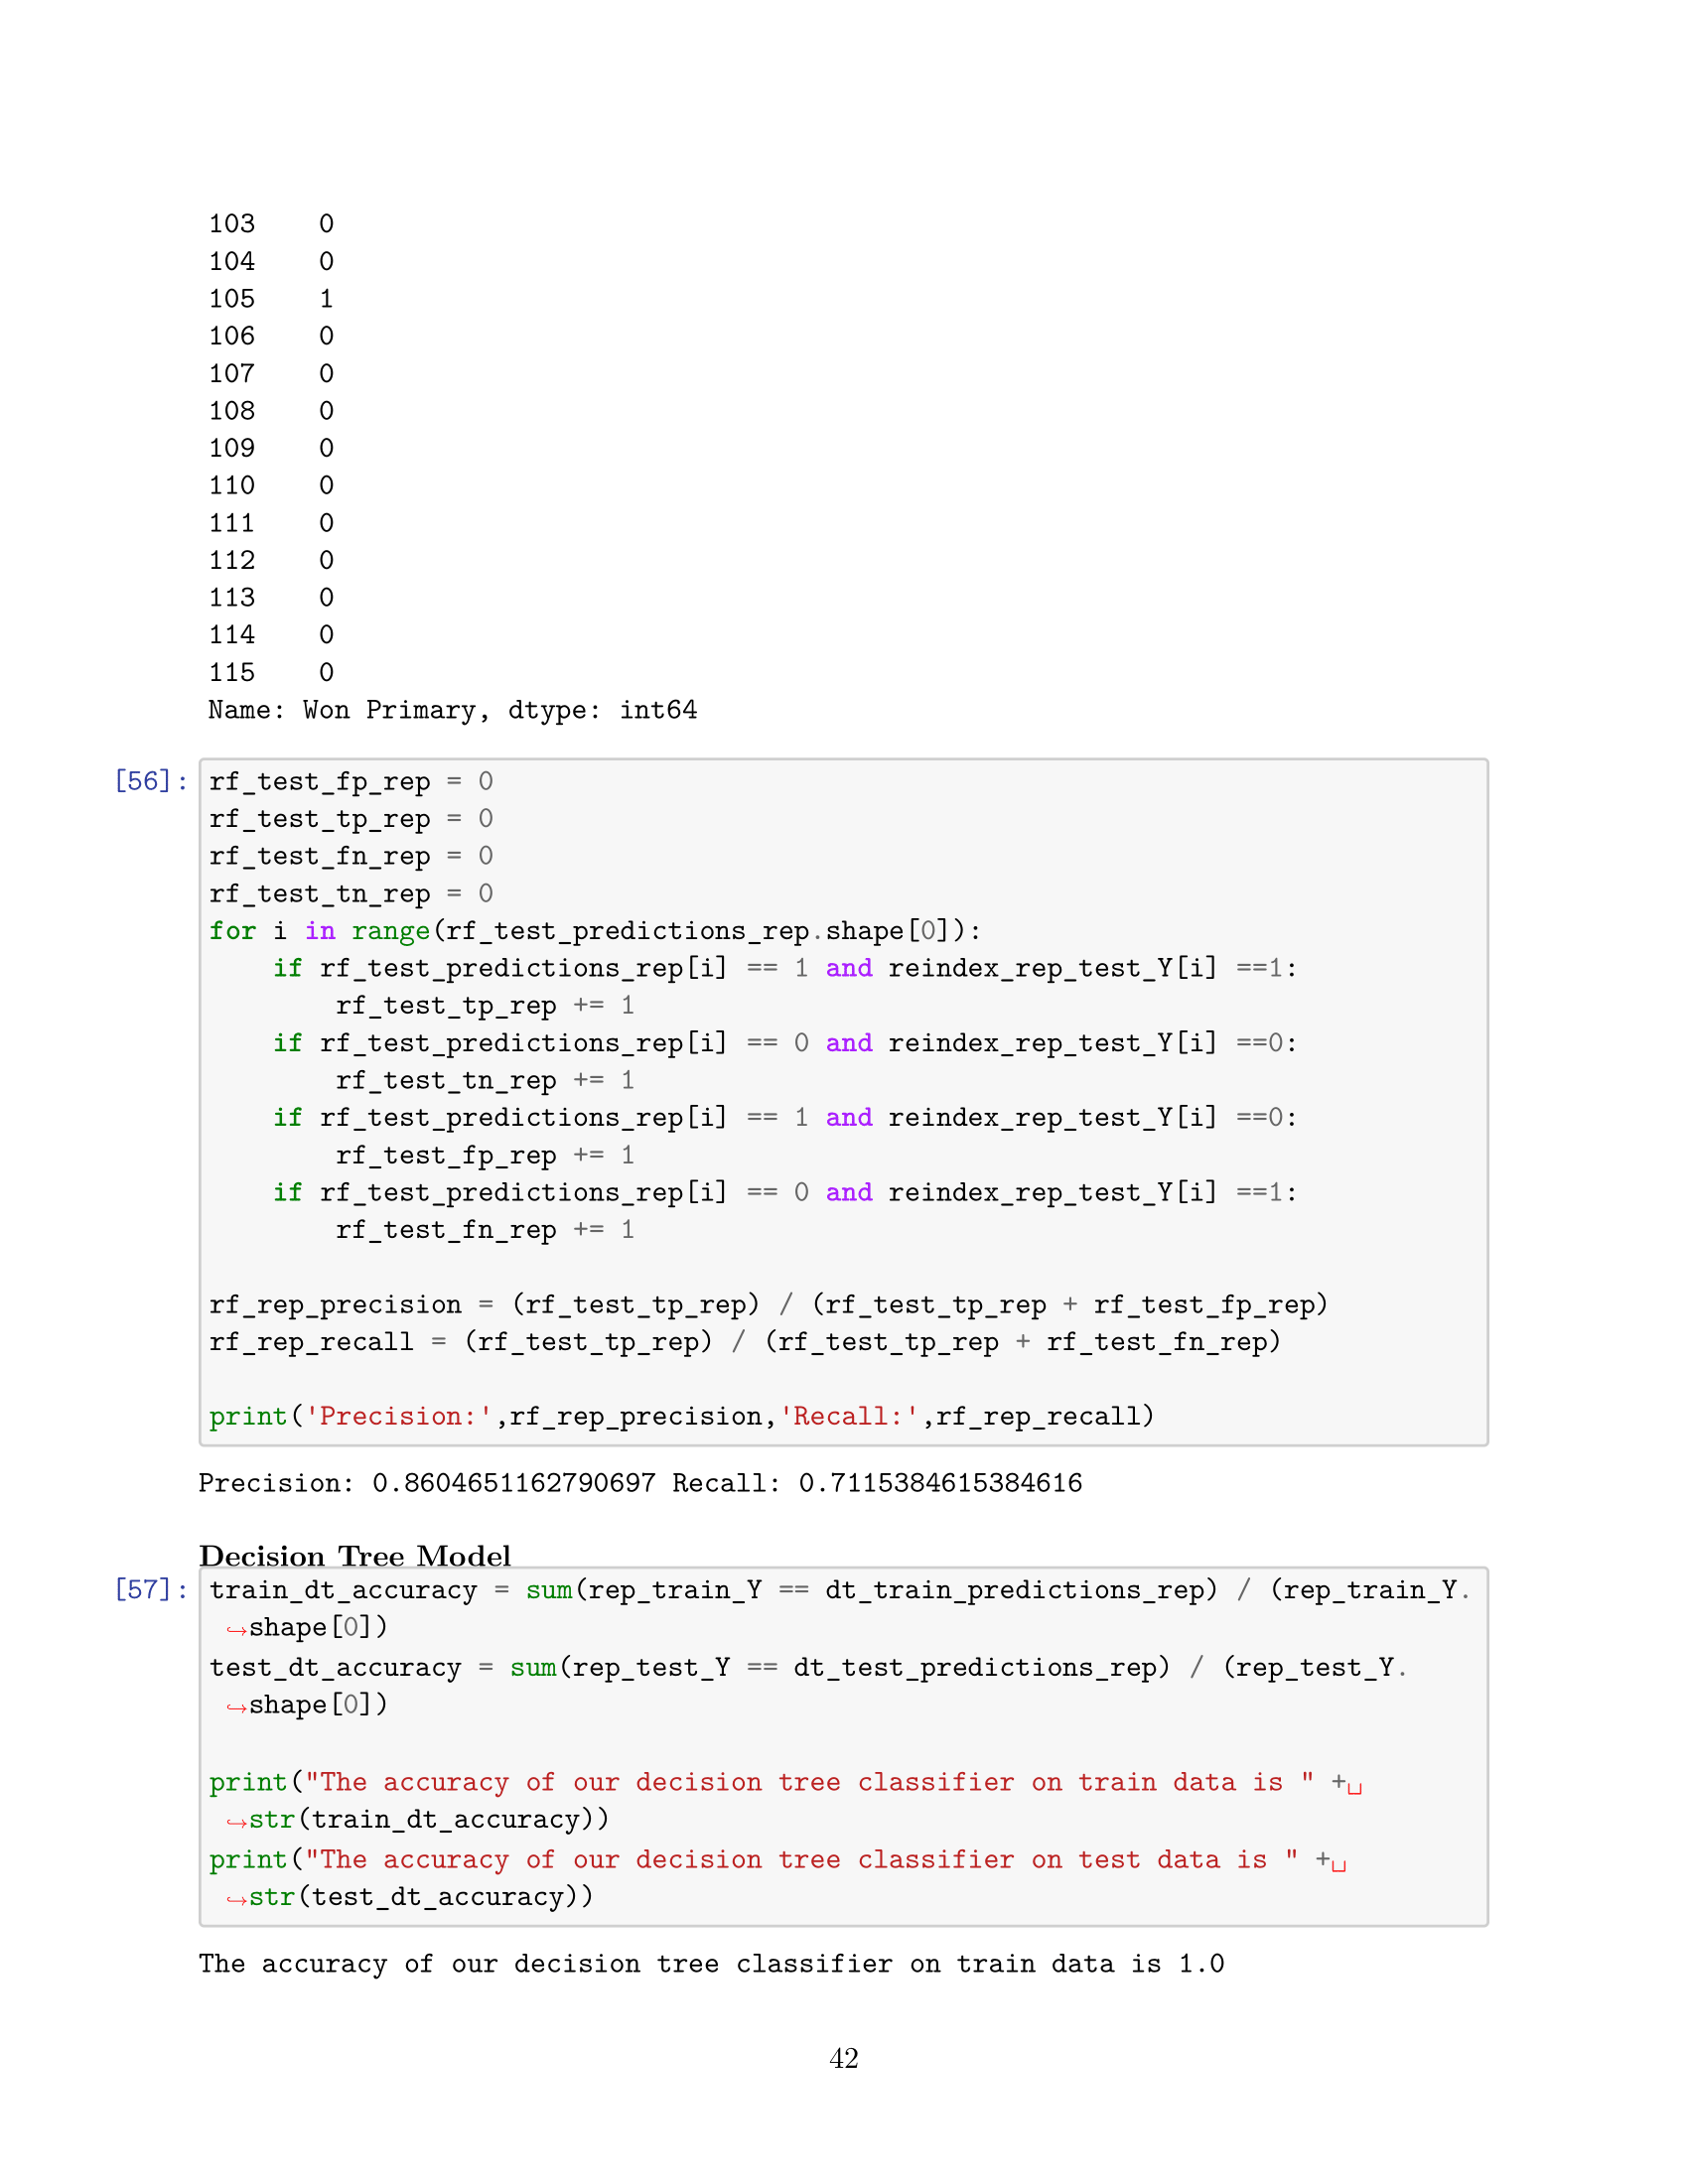 103    0
104    0
105    1
106    0
107    0
108    0
109    0
110    0
111    0
112    0
113    0
114    0
115    0
Name: Won Primary, dtype: int64
[56]: rf_test_fp_rep = 0
rf_test_tp_rep = 0
rf_test_fn_rep = 0
rf_test_tn_rep = 0
for i in range(rf_test_predictions_rep.shape[0]):
    if rf_test_predictions_rep[i] == 1 and reindex_rep_test_Y[i] ==1:
        rf_test_tp_rep += 1
    if rf_test_predictions_rep[i] == 0 and reindex_rep_test_Y[i] ==0:
        rf_test_tn_rep += 1
    if rf_test_predictions_rep[i] == 1 and reindex_rep_test_Y[i] ==0:
        rf_test_fp_rep += 1
    if rf_test_predictions_rep[i] == 0 and reindex_rep_test_Y[i] ==1:
        rf_test_fn_rep += 1

rf_rep_precision = (rf_test_tp_rep) / (rf_test_tp_rep + rf_test_fp_rep)
rf_rep_recall = (rf_test_tp_rep) / (rf_test_tp_rep + rf_test_fn_rep)

print('Precision:',rf_rep_precision,'Recall:',rf_rep_recall)
Precision: 0.8604651162790697 Recall: 0.7115384615384616
Decision Tree Model
[57]: train_dt_accuracy = sum(rep_train_Y == dt_train_predictions_rep) / (rep_train_Y.
↪shape[0])
test_dt_accuracy = sum(rep_test_Y == dt_test_predictions_rep) / (rep_test_Y.
↪shape[0])

print("The accuracy of our decision tree classifier on train data is " +␣
↪str(train_dt_accuracy))
print("The accuracy of our decision tree classifier on test data is " +␣
↪str(test_dt_accuracy))
The accuracy of our decision tree classifier on train data is 1.0
42